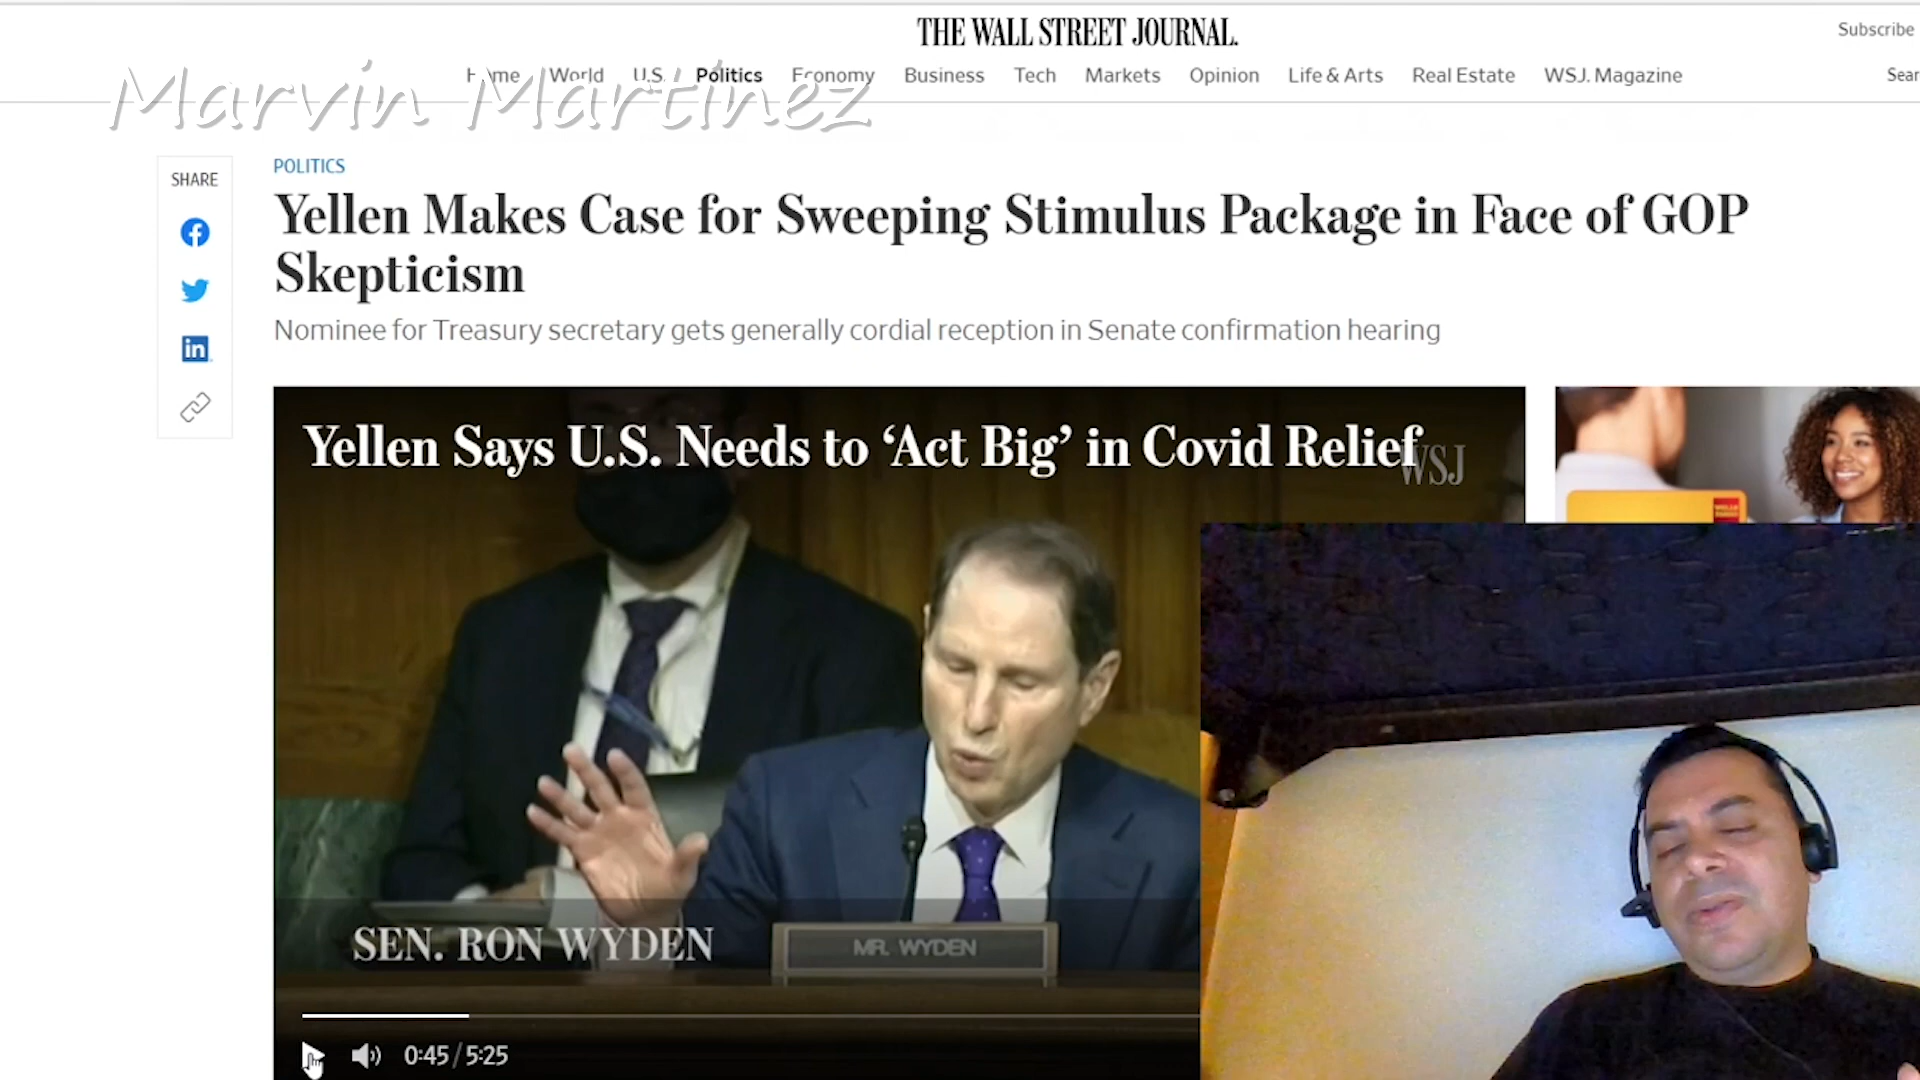 THE WALL STREET JOURNAL.
Subscribe
Marvin Martinez
Home World U.S. Politics Economy Business Tech Markets Opinion Life & Arts Real Estate WSJ. Magazine
SHARE
POLITICS
Yellen Makes Case for Sweeping Stimulus Package in Face of GOP
Skepticism
Nominee for Treasury secretary gets generally cordial reception in Senate confirmation hearing
Yellen Says U.S. Needs to ‘Act Big’ in Covid Relief
WSJ
in
SEN. RON WYDEN
MR. WYDEN
0:45/5:25